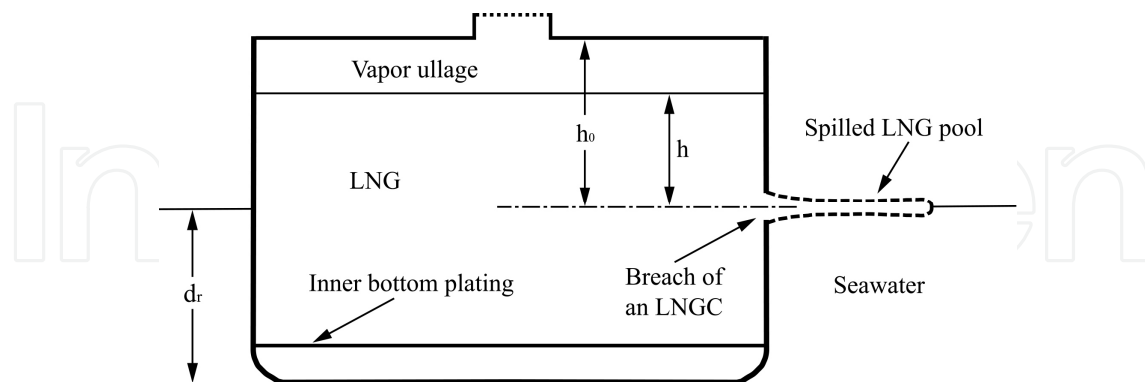 Vapor ullage
h₀
h
Spilled LNG pool
LNG
dᵣ
Inner bottom plating
Breach of
an LNGC
Seawater